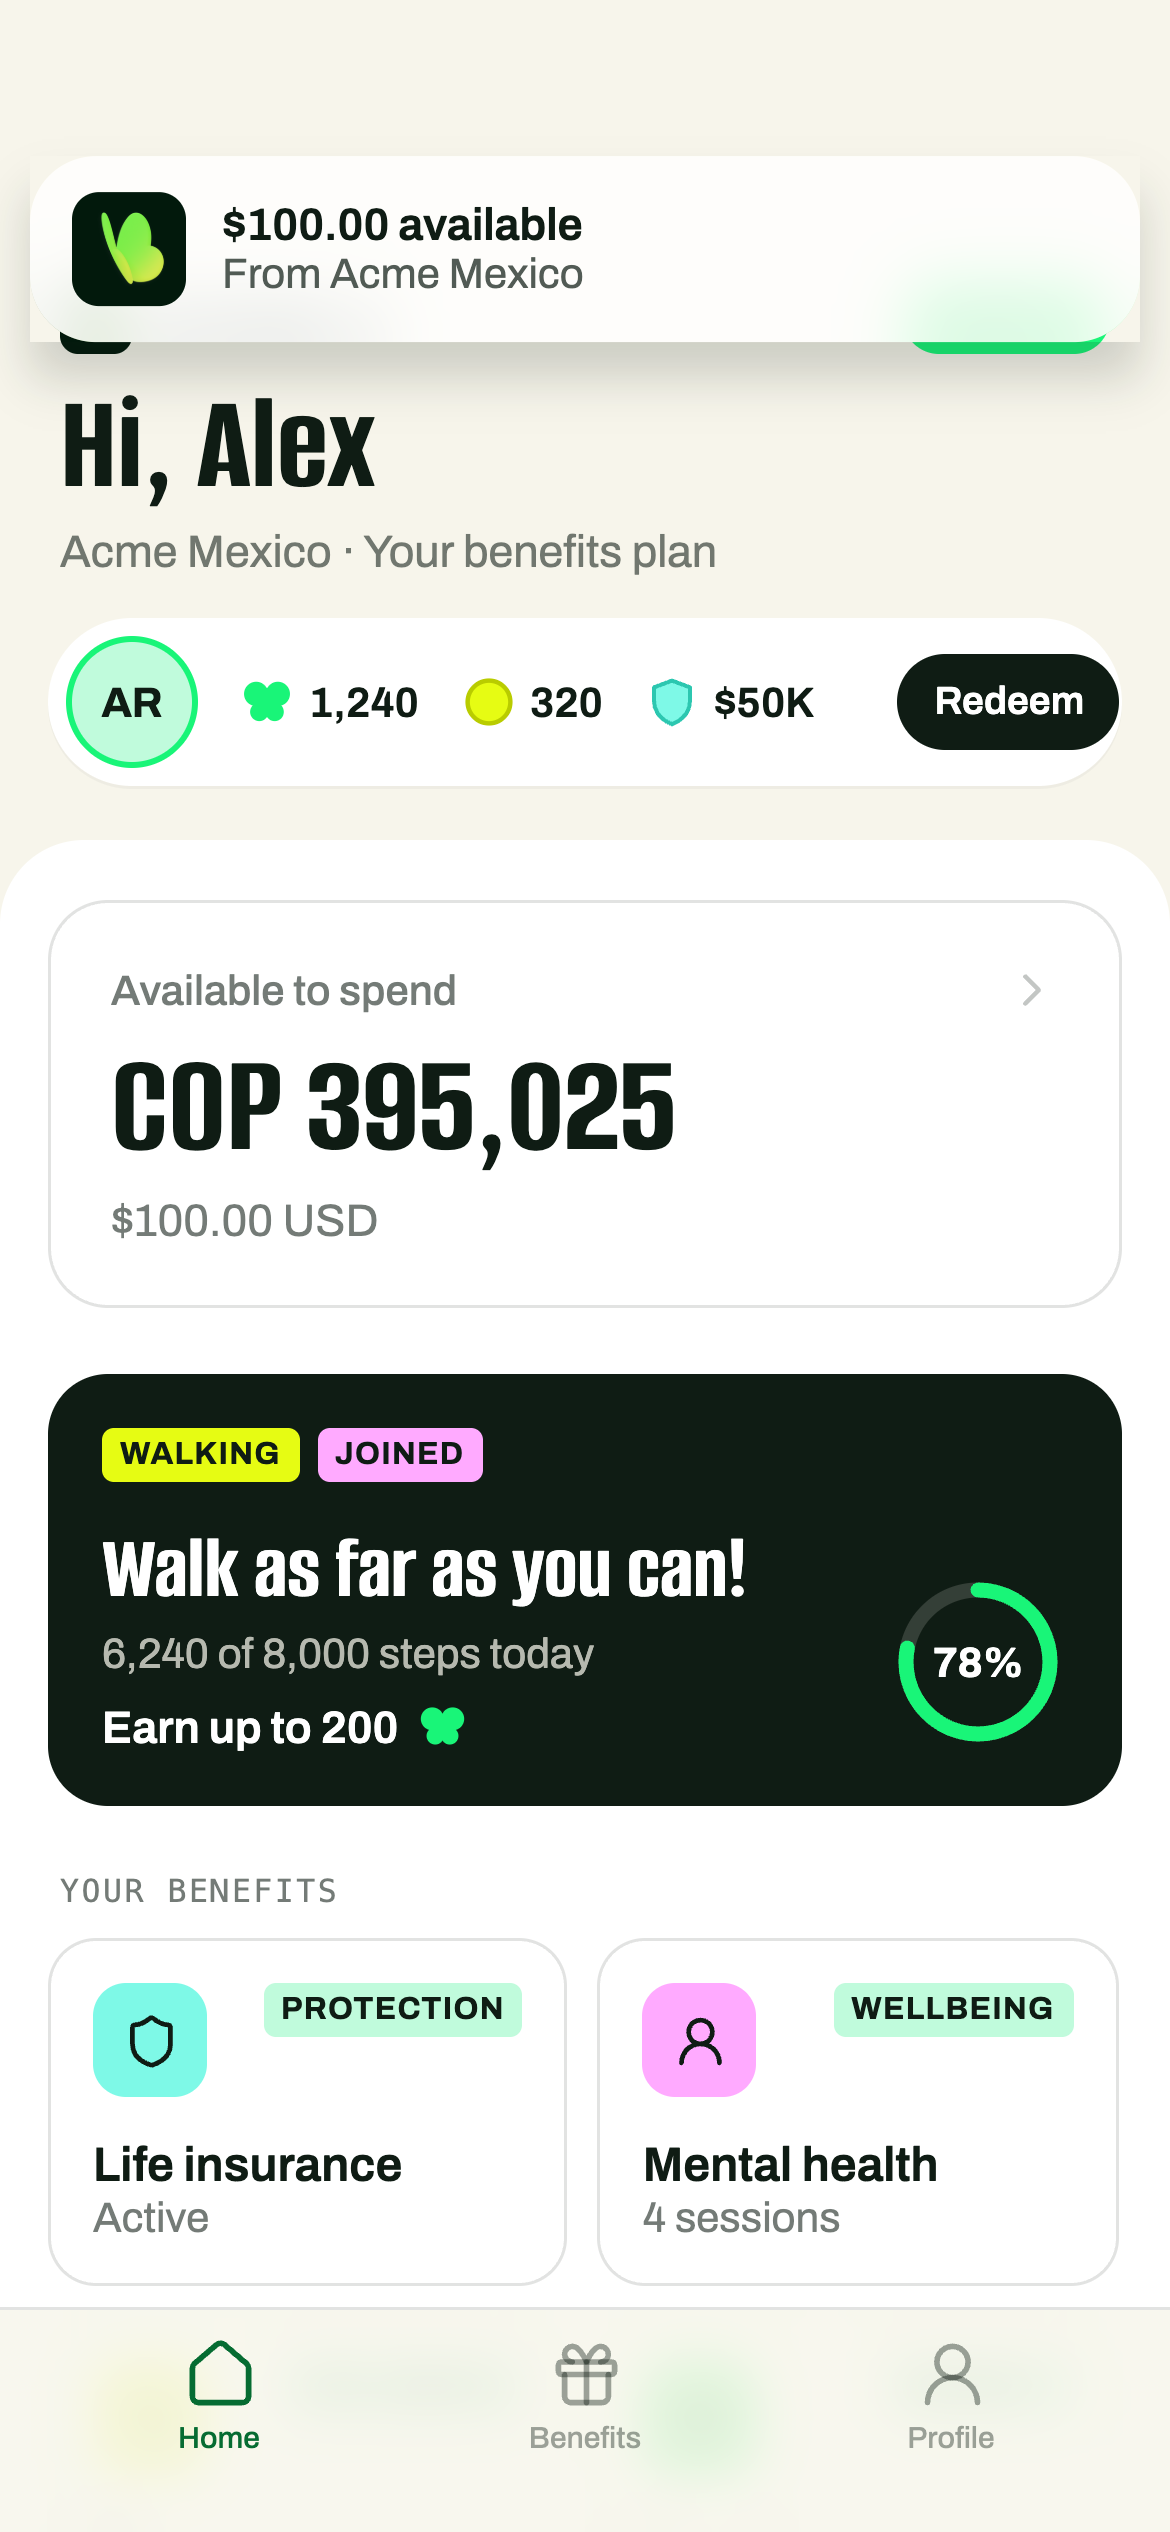 $100.00 available
From Acme Mexico
Hi, Alex
Acme Mexico · Your benefits plan
AR 1,240 320 $50K Redeem
Available to spend
COP 395,025
$100.00 USD
WALKING JOINED
Walk as far as you can!
6,240 of 8,000 steps today
78%
Earn up to 200
YOUR BENEFITS
PROTECTION
Life insurance
Active
WELLBEING
Mental health
4 sessions
Home Benefits Profile